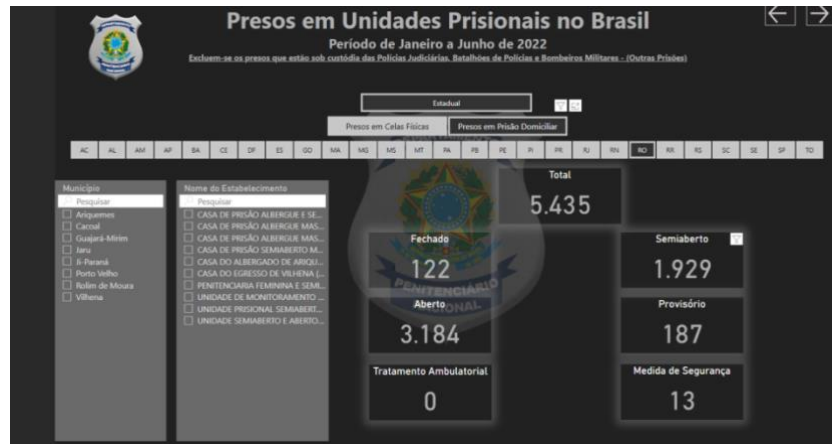 Presos em Unidades Prisionais no Brasil
Período de Janeiro a Junho de 2022
Excluem-se os presos que estão sob custódia das Polícias Judiciárias, Batalhões de Polícias e Bombeiros Militares - (Outras Prisões)
Estadual
Presos em Celas Físicas
Presos em Prisão Domiciliar
AC AL AM AP BA CE DF ES GO MA MG MS MT PA PB PE PI PR RJ RN RO RR RS SC SE SP TO
Município
Pesquisar
Ariquemes
Cacoal
Guajará-Mirim
Jaru
Ji-Paraná
Porto Velho
Rolim de Moura
Vilhena
Nome do Estabelecimento
Pesquisar
CASA DE PRISÃO ALBERGUE E SE...
CASA DE PRISÃO ALBERGUE MAS...
CASA DE PRISÃO ALBERGUE MAS...
CASA DE PRISÃO SEMIABERTO M...
CASA DO ALBERGADO DE ARIQU...
CASA DO EGRESSO DE VILHENA (...
PENITENCIARIA FEMININA E SEMI...
UNIDADE DE MONITORAMENTO ...
UNIDADE PRISIONAL SEMIABERT...
UNIDADE SEMIABERTO E ABERTO...
Total
5.435
Fechado
122
Semiaberto
1.929
PENITENCIÁRIO
NACIONAL
Aberto
3.184
Provisório
187
Tratamento Ambulatorial
0
Medida de Segurança
13